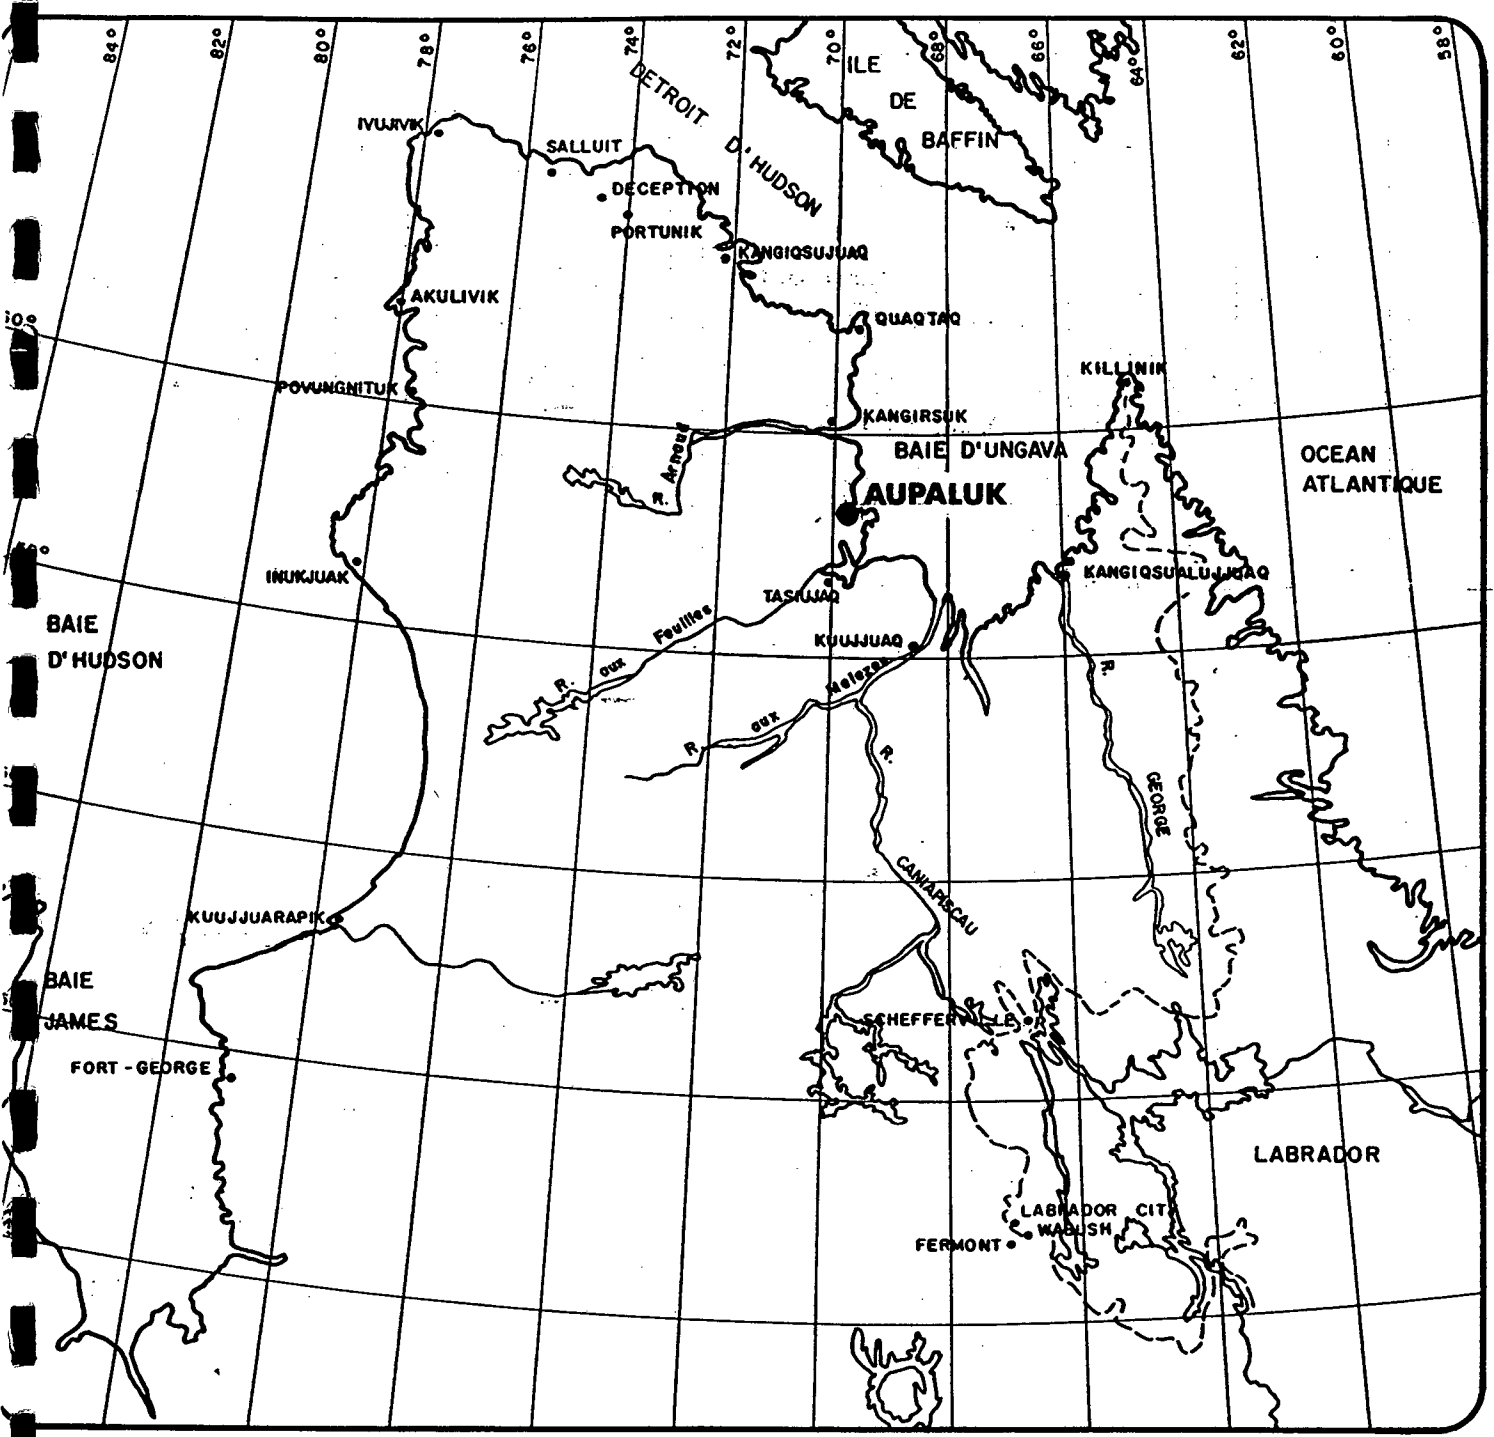 84°
82°
80°
78°
76°
74°
72°
70°
68°
66°
64°
62°
60°
58°
ILE
DE
BAFFIN
DETROIT
D'HUDSON
IVUJIVIK
SALLUIT
DECEPTION
PORTUNIK
KANGIQSUJUAQ
AKULIVIK
QUAQTAQ
POVUNGNITUK
KILLINIK
KANGIRSUK
BAIE D'UNGAVA
OCEAN
ATLANTIQUE
R. Arnaud
AUPALUK
INUKJUAK
KANGIQSUALUJJUAQ
TASIUJAQ
BAIE
D'HUDSON
R. aux Feuilles
KUUJJUAQ
R. aux Melezes
R.
GEORGE
R.
CANIAPISCAU
KUUJJUARAPIK
BAIE
JAMES
SCHEFFERVILLE
FORT-GEORGE
LABRADOR
LABRADOR CIT
WABUSH
FERMONT